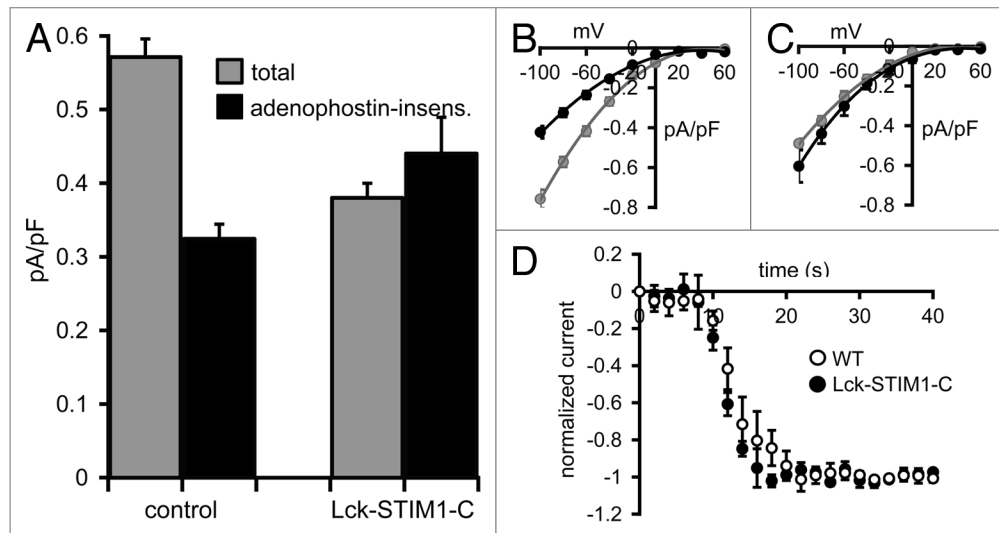 A
0.6
0.5
0.4
0.3
0.2
0.1
0
pA/pF
total
adenophostin-insens.
control
Lck-STIM1-C
B
mV
-100
-60
-20
0
20
60
-0.2
-0.4
-0.6
-0.8
pA/pF
C
mV
-100
-60
-20
0
20
60
-0.2
-0.4
-0.6
-0.8
pA/pF
D
0.2
0
-0.2
-0.4
-0.6
-0.8
-1
-1.2
normalized current
time (s)
0
10
20
30
40
WT
Lck-STIM1-C